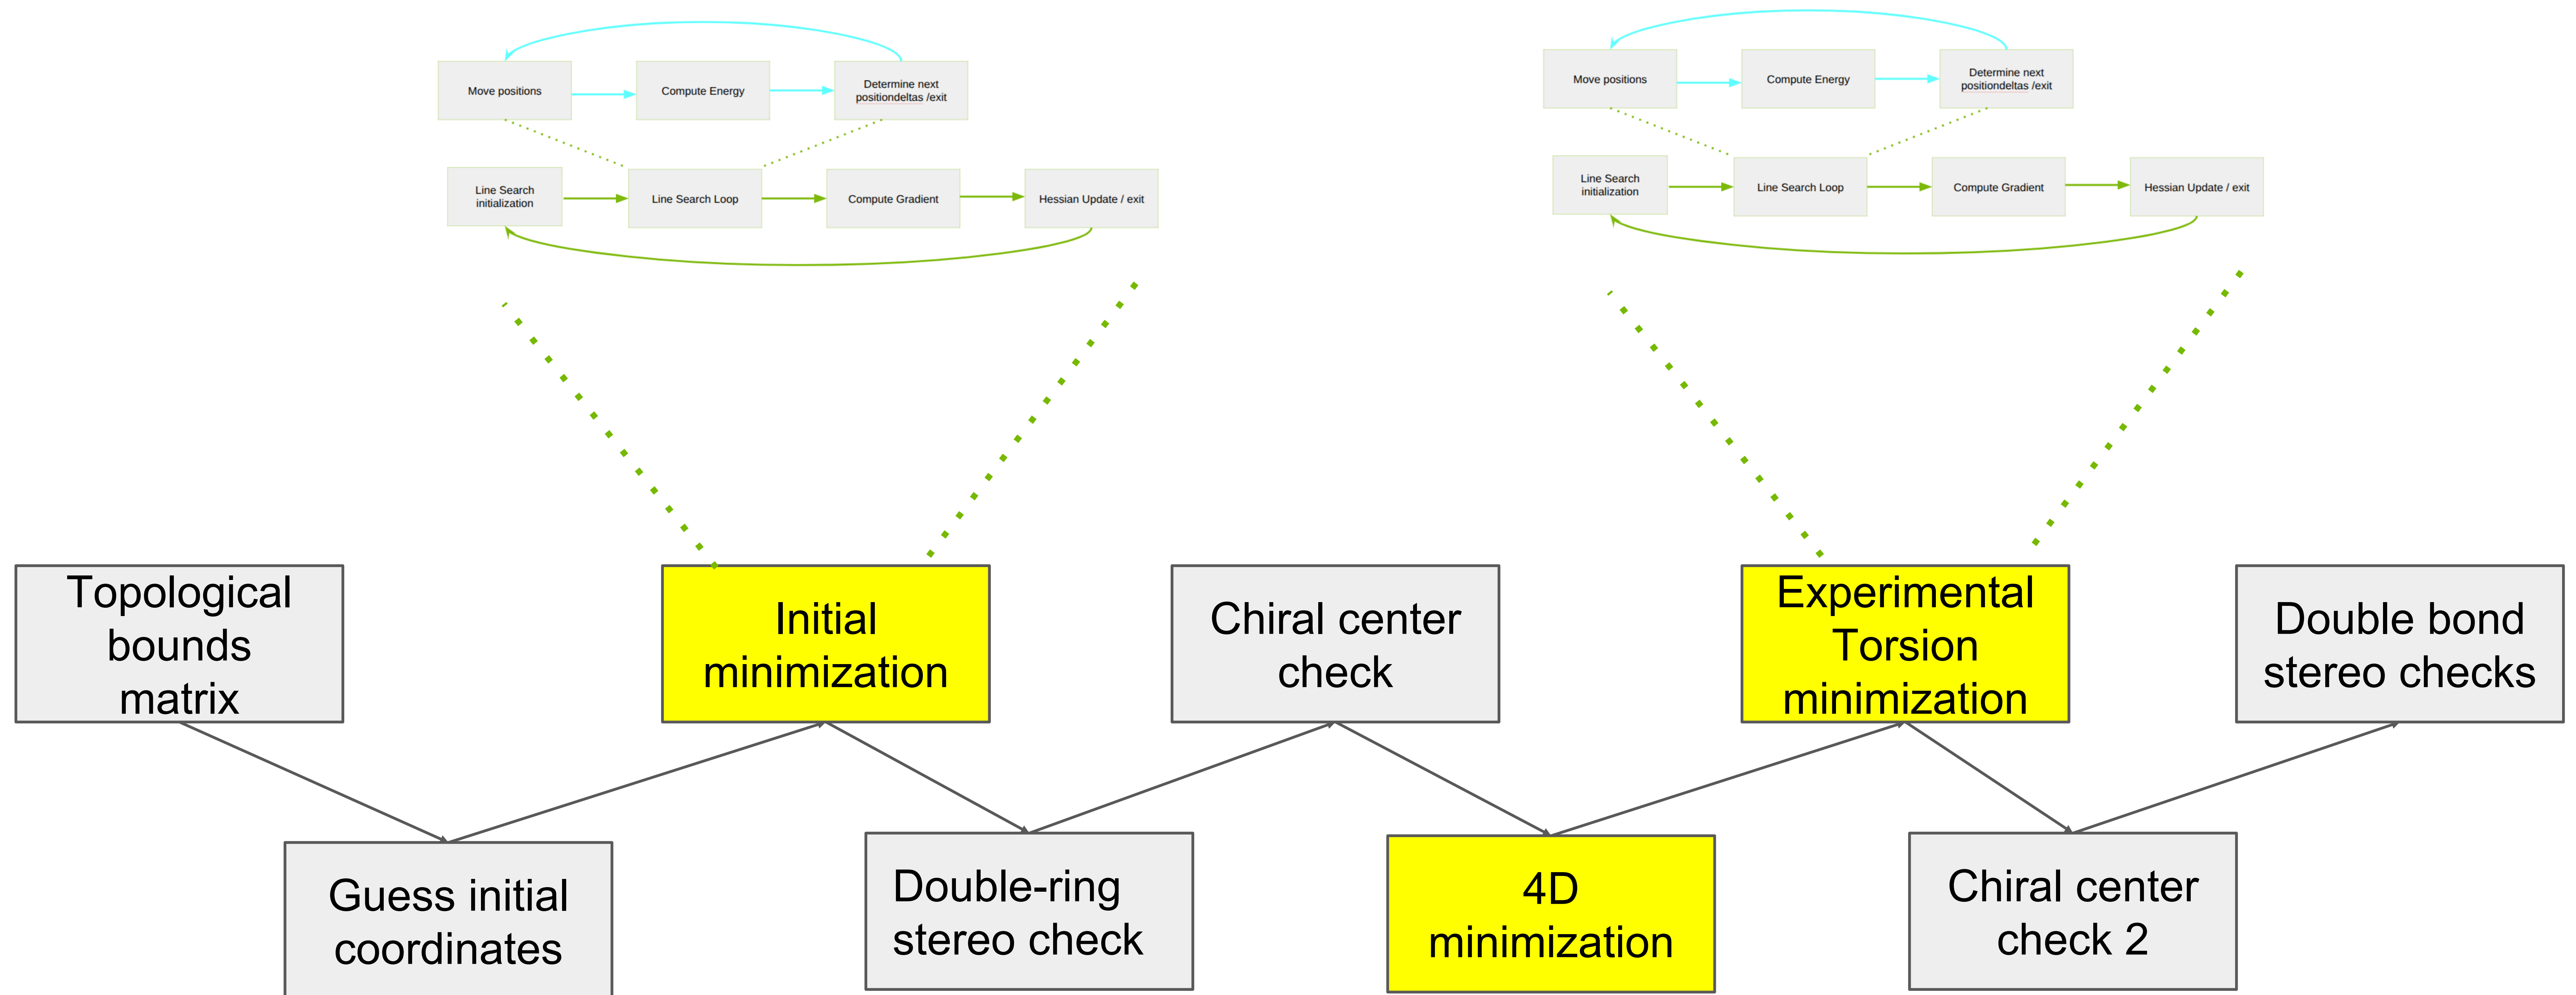 Move positions
Compute Energy
Determine next
positiondeltas /exit
Line Search
initialization
Line Search Loop
Compute Gradient
Hessian Update / exit
Move positions
Compute Energy
Determine next
positiondeltas /exit
Line Search
initialization
Line Search Loop
Compute Gradient
Hessian Update / exit
Topological
bounds
matrix
Initial
minimization
Chiral center
check
Experimental
Torsion
minimization
Double bond
stereo checks
Guess initial
coordinates
Double-ring
stereo check
4D
minimization
Chiral center
check 2